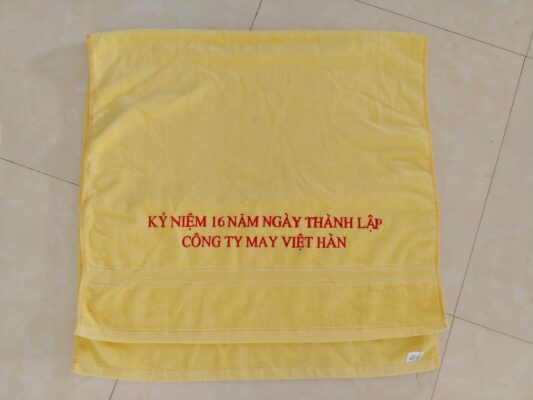 KỶ NIỆM 16 NĂM NGÀY THÀNH LẬP
CÔNG TY MAY VIỆT HÀN